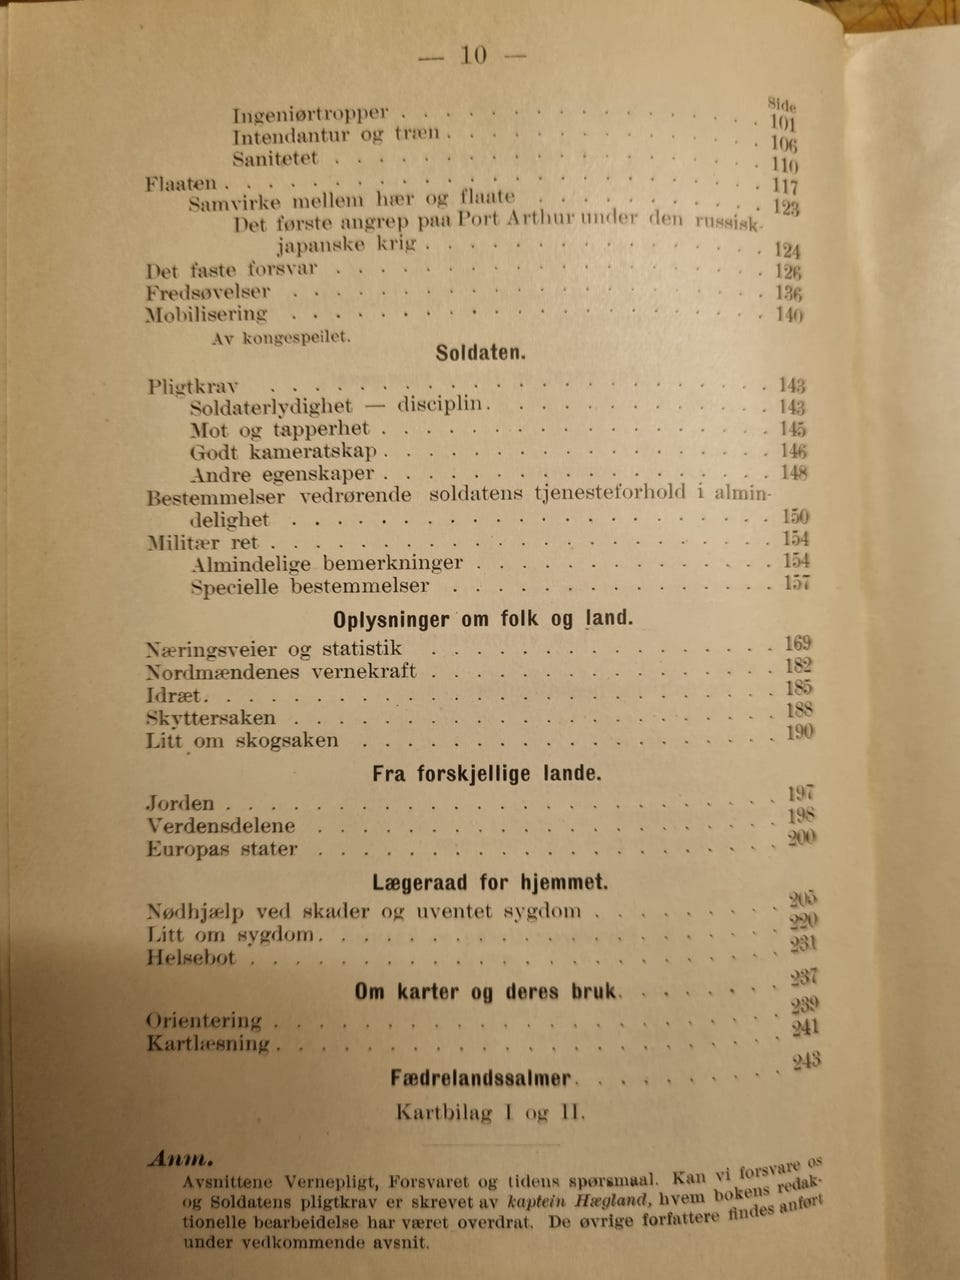 — 10 —
Side
Ingeniørtropper . . . . . . . . . . . . . . . . 101
Intendantur og træn . . . . . . . . . . . . . . 106
Sanitetet . . . . . . . . . . . . . . . . . . . 110
Flaaten . . . . . . . . . . . . . . . . . . . . 117
Samvirke mellem hær og flaate . . . . . . . . . 123
Det første angrep paa Port Arthur under den russisk-
japanske krig . . . . . . . . . . . . . . . 124
Det faste forsvar . . . . . . . . . . . . . . . 126
Fredsøvelser . . . . . . . . . . . . . . . . . 136
Mobilisering . . . . . . . . . . . . . . . . . 140
Av kongespeilet.
Soldaten.
Pligtkrav . . . . . . . . . . . . . . . . . . . 143
Soldaterlydighet — disciplin . . . . . . . . . . 143
Mot og tapperhet . . . . . . . . . . . . . . . 145
Godt kameratskap . . . . . . . . . . . . . . . 146
Andre egenskaper . . . . . . . . . . . . . . . 148
Bestemmelser vedrørende soldatens tjenesteforhold i almin-
delighet . . . . . . . . . . . . . . . . . . 150
Militær ret . . . . . . . . . . . . . . . . . . 154
Almindelige bemerkninger . . . . . . . . . . . . 154
Specielle bestemmelser . . . . . . . . . . . . . 157
Oplysninger om folk og land.
Næringsveier og statistik . . . . . . . . . . . 169
Nordmændenes vernekraft . . . . . . . . . . . . 182
Idræt . . . . . . . . . . . . . . . . . . . . . 185
Skyttersaken . . . . . . . . . . . . . . . . . 188
Litt om skogsaken . . . . . . . . . . . . . . . 190
Fra forskjellige lande.
Jorden . . . . . . . . . . . . . . . . . . . . 197
Verdensdelene . . . . . . . . . . . . . . . . . 198
Europas stater . . . . . . . . . . . . . . . . 200
Lægeraad for hjemmet.
Nødhjælp ved skader og uventet sygdom . . . . . 205
Litt om sygdom . . . . . . . . . . . . . . . . 220
Helsebot . . . . . . . . . . . . . . . . . . . 231
Om karter og deres bruk . . . . . . . . 237
Orientering . . . . . . . . . . . . . . . . . . 239
Kartlæsning . . . . . . . . . . . . . . . . . . 241
Fædrelandssalmer . . . . . . . . . . 243
Kartbilag I og II.
Anm.
Avsnittene Vernepligt, Forsvaret og tidens spørsmaal. Kan vi forsvare os
og Soldatens pligtkrav er skrevet av kaptein Hægland, hvem bokens redak-
tionelle bearbeidelse har været overdrat. De øvrige forfattere findes anført
under vedkommende avsnit.